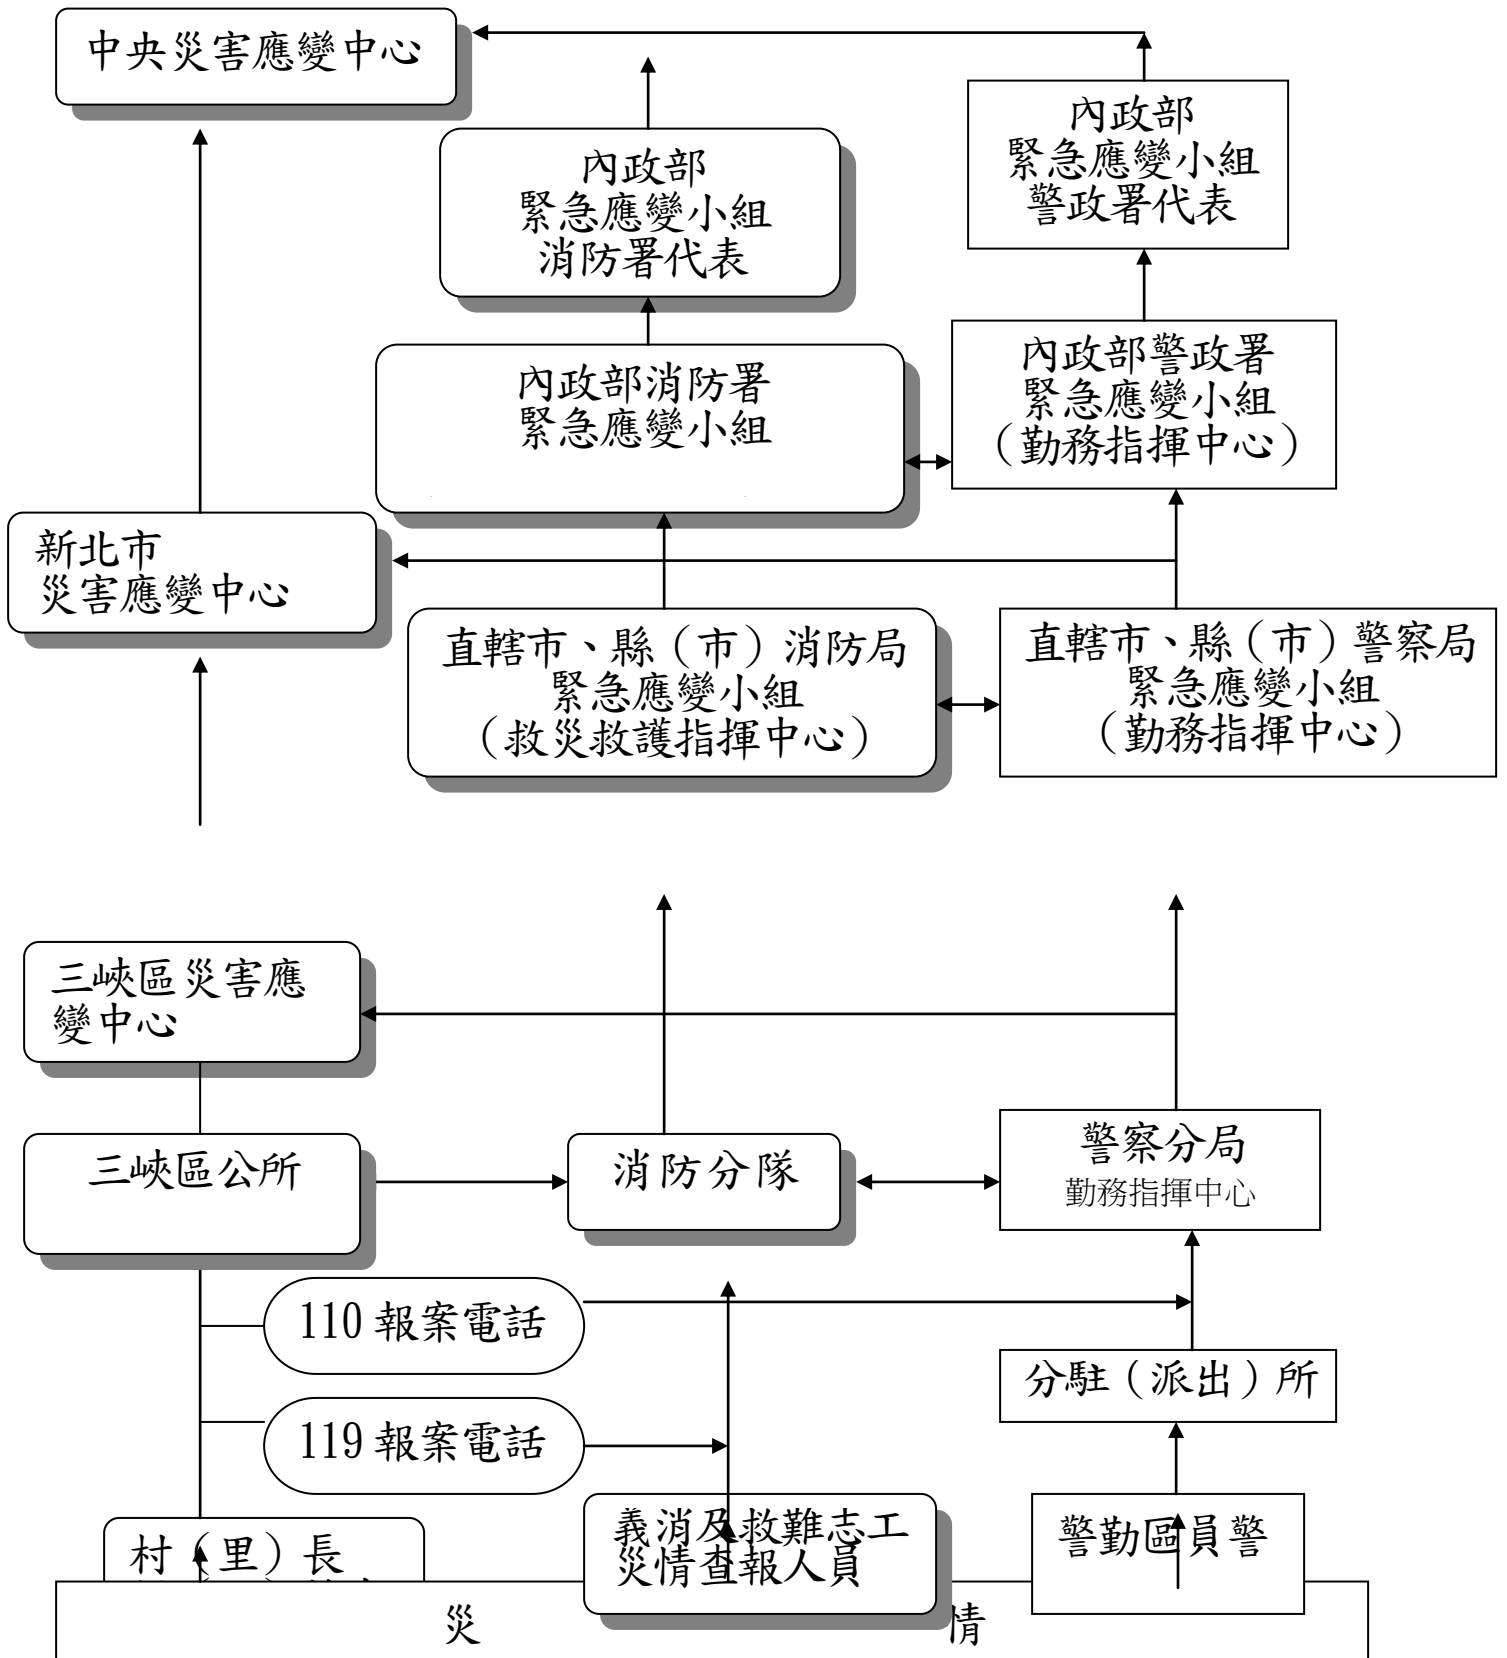 中央災害應變中心
內政部
緊急應變小組
警政署代表
內政部
緊急應變小組
消防署代表
內政部警政署
緊急應變小組
（勤務指揮中心）
內政部消防署
緊急應變小組
新北市
災害應變中心
直轄市、縣（市）消防局
緊急應變小組
（救災救護指揮中心）
直轄市、縣（市）警察局
緊急應變小組
（勤務指揮中心）
三峽區災害應
變中心
三峽區公所
消防分隊
警察分局
勤務指揮中心
110報案電話
分駐（派出）所
119報案電話
義消及救難志工
災情查報人員
警勤區員警
村（里）長
災 情